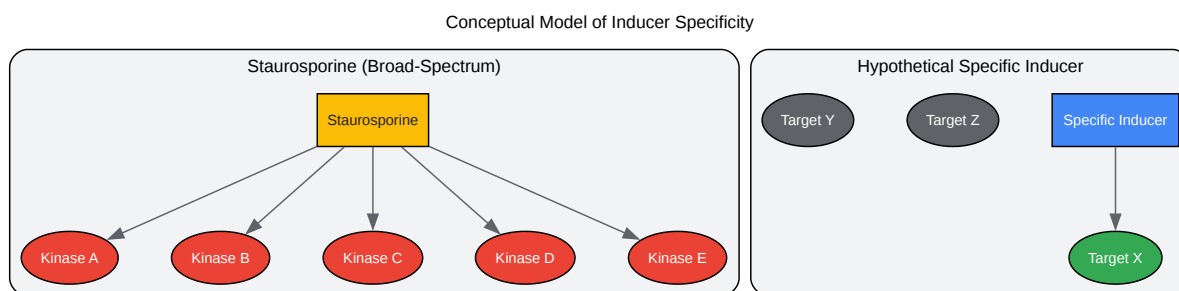 Conceptual Model of Inducer Specificity
Staurosporine (Broad-Spectrum)
Staurosporine
Kinase A
Kinase B
Kinase C
Kinase D
Kinase E
Hypothetical Specific Inducer
Target Y
Target Z
Specific Inducer
Target X